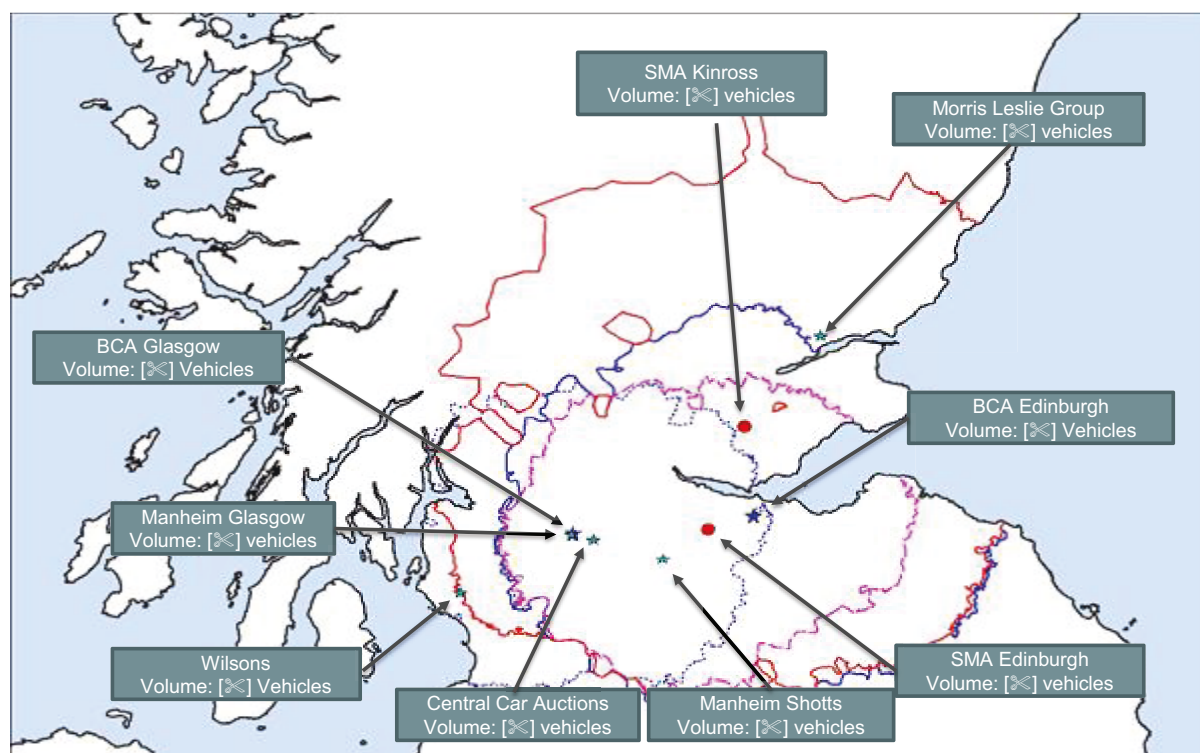 SMA Kinross
Volume: [✂] vehicles
Morris Leslie Group
Volume: [✂] vehicles
BCA Glasgow
Volume: [✂] Vehicles
BCA Edinburgh
Volume: [✂] Vehicles
Manheim Glasgow
Volume: [✂] vehicles
Wilsons
Volume: [✂] Vehicles
Central Car Auctions
Volume: [✂] vehicles
Manheim Shotts
Volume: [✂] vehicles
SMA Edinburgh
Volume: [✂] vehicles